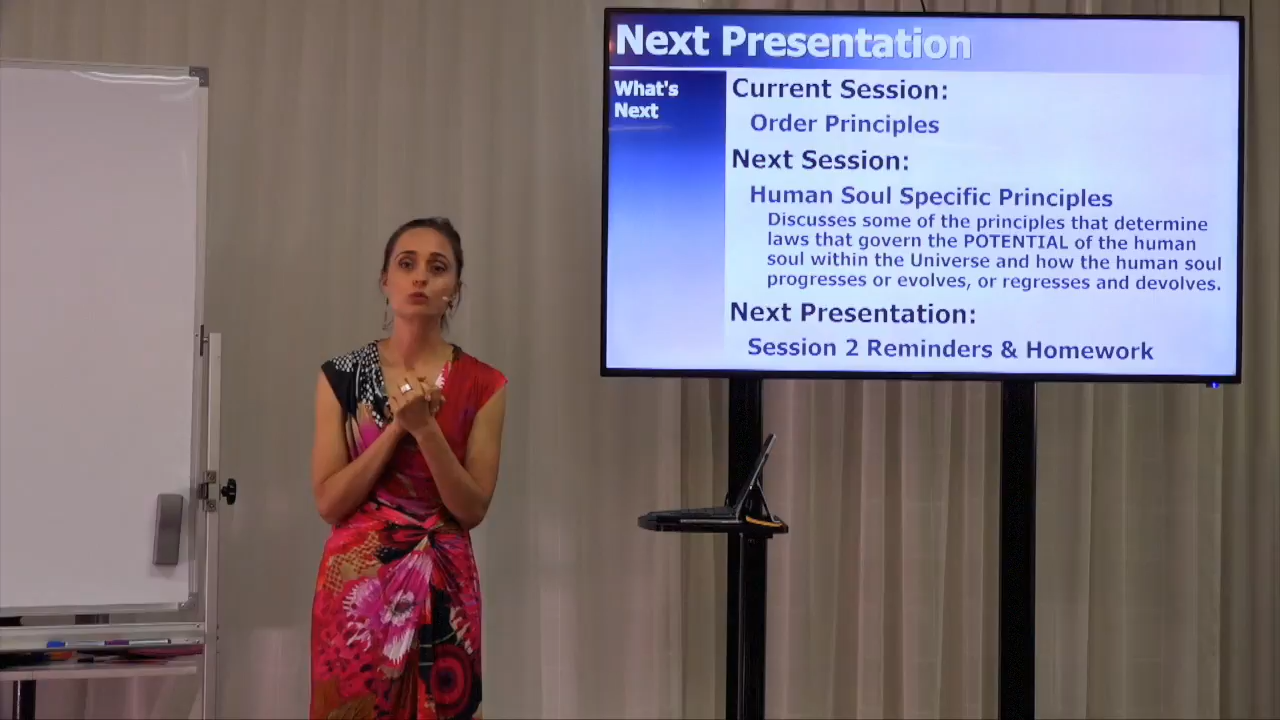 Next Presentation
What's
Next
Current Session:
Order Principles
Next Session:
Human Soul Specific Principles
Discusses some of the principles that determine
laws that govern the POTENTIAL of the human
soul within the Universe and how the human soul
progresses or evolves, or regresses and devolves.
Next Presentation:
Session 2 Reminders & Homework